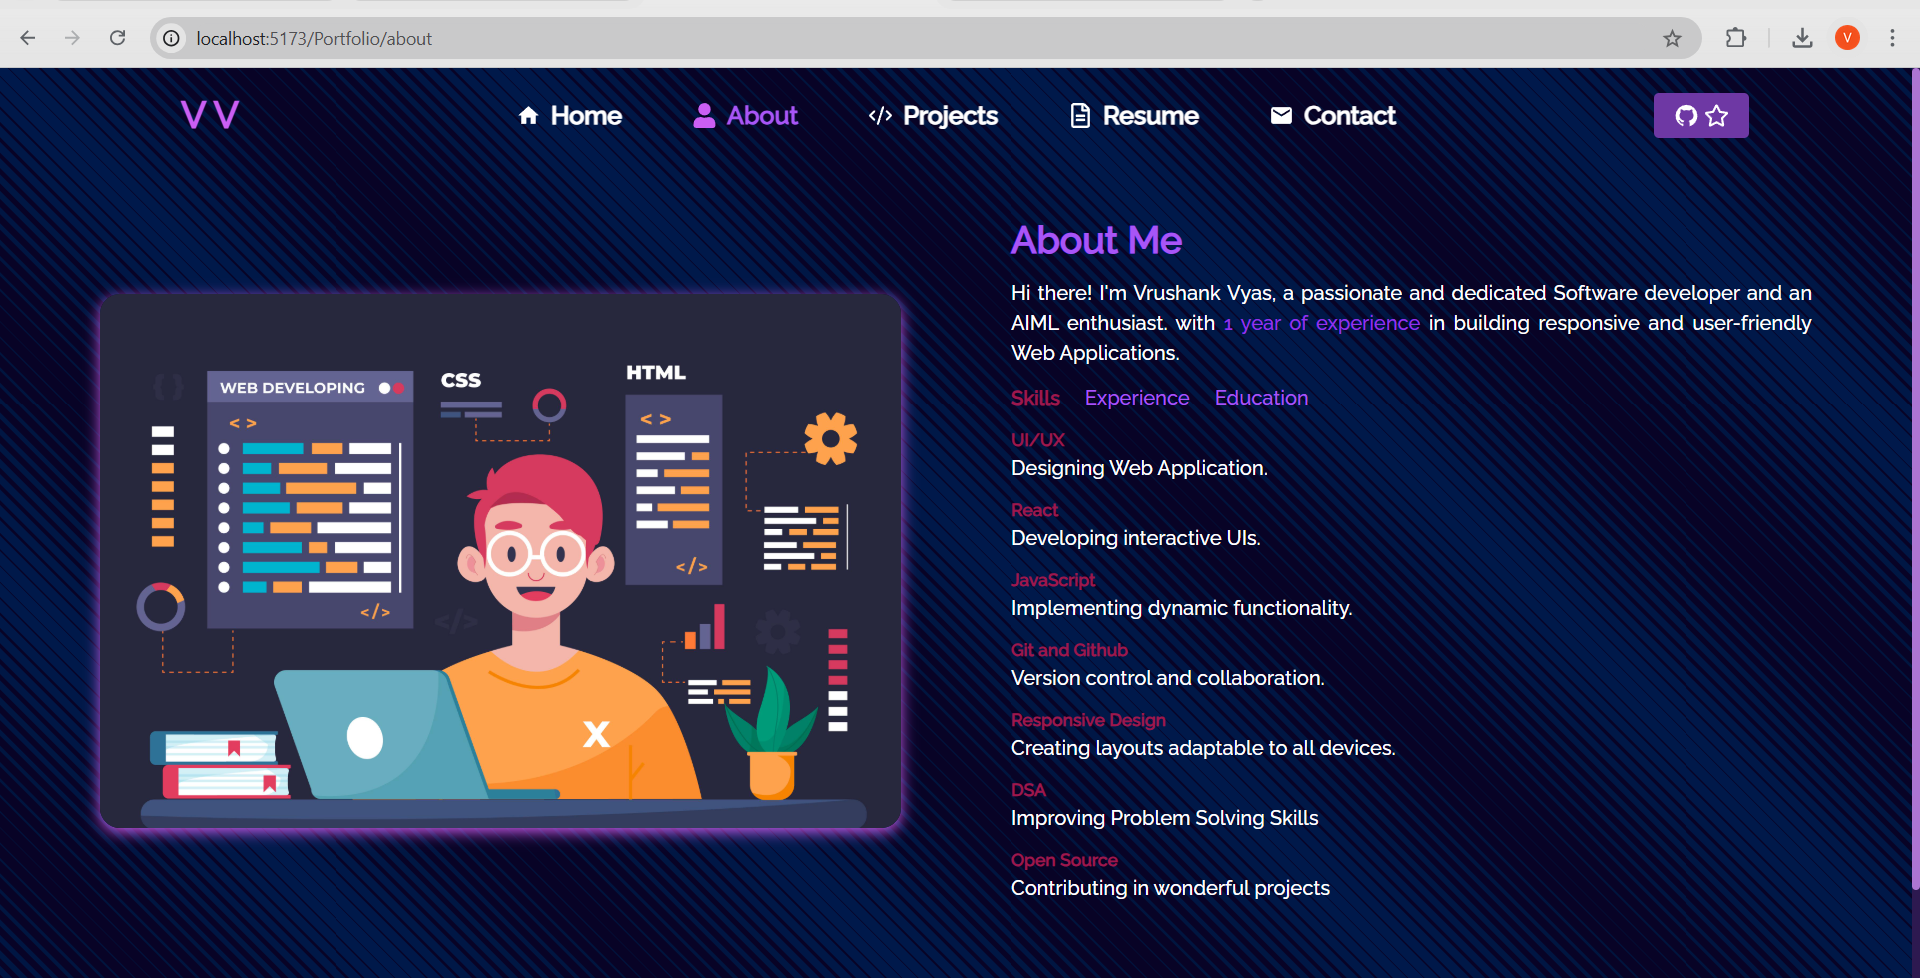 localhost:5173/Portfolio/about
V
V V
Home
About
Projects
Resume
Contact
About Me
Hi there! I'm Vrushank Vyas, a passionate and dedicated Software developer and an
AIML enthusiast. with 1 year of experience in building responsive and user-friendly
Web Applications.
Skills Experience Education
UI/UX
Designing Web Application.
React
Developing interactive UIs.
JavaScript
Implementing dynamic functionality.
Git and Github
Version control and collaboration.
Responsive Design
Creating layouts adaptable to all devices.
DSA
Improving Problem Solving Skills
Open Source
Contributing in wonderful projects
{ }
WEB DEVELOPING
< >
</>
CSS
HTML
< >
</>
</>
X